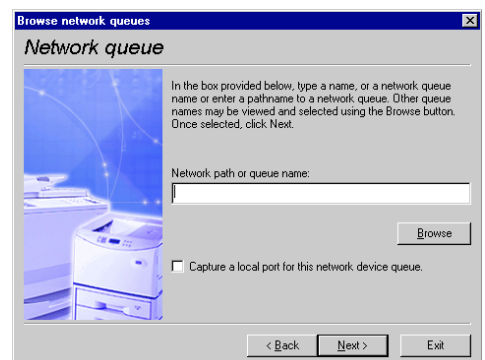 Browse network queues
Network queue
In the box provided below, type a name, or a network queue
name or enter a pathname to a network queue. Other queue
names may be viewed and selected using the Browse button.
Once selected, click Next.
Network path or queue name:
Browse
Capture a local port for this network device queue.
< Back
Next >
Exit